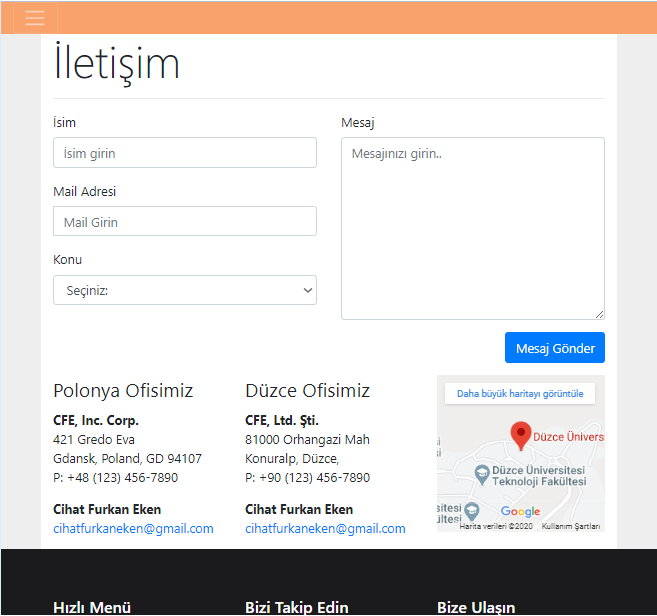 İletişim
İsim
İsim girin
Mail Adresi
Mail Girin
Konu
Seçiniz:
Mesaj
Mesajınızı girin..
Mesaj Gönder
Polonya Ofisimiz
CFE, Inc. Corp.
421 Gredo Eva
Gdansk, Poland, GD 94107
P: +48 (123) 456-7890
Cihat Furkan Eken
cihatfurkaneken@gmail.com
Düzce Ofisimiz
CFE, Ltd. Şti.
81000 Orhangazi Mah
Konuralp, Düzce,
P: +90 (123) 456-7890
Cihat Furkan Eken
cihatfurkaneken@gmail.com
Daha büyük haritayı görüntüle
Düzce Univers
Düzce Üniversitesi
Teknoloji Fakültesi
Google
Harita verileri ©2020 Kullanım Şartları
Hızlı Menü
Bizi Takip Edin
Bize Ulaşın